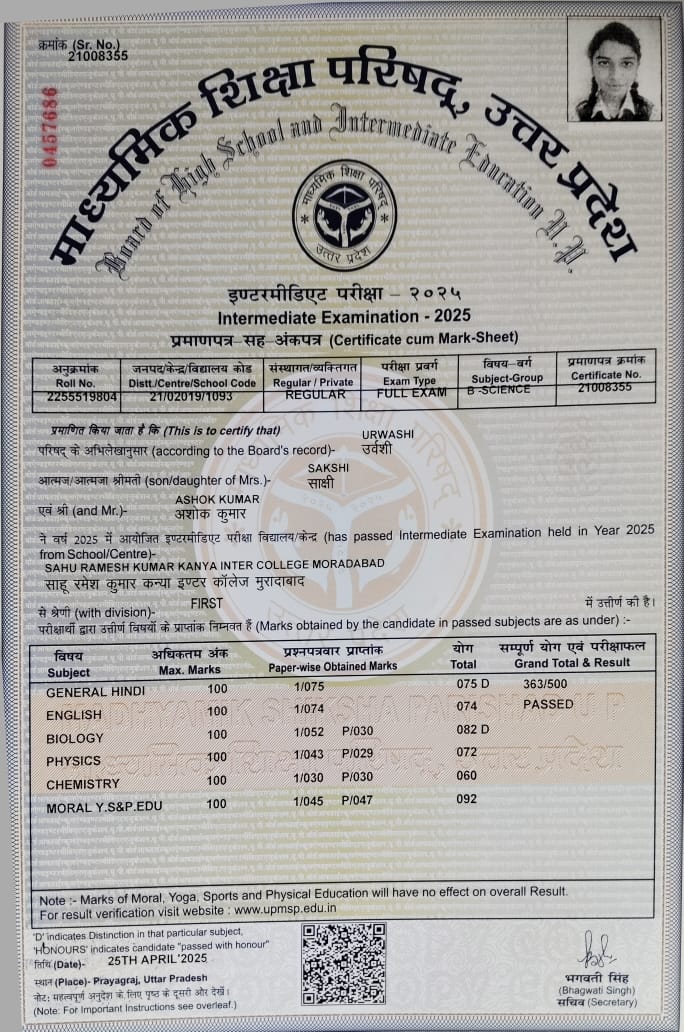 क्रमांक (Sr. No.)
21008355
0457686
माध्यमिक शिक्षा परिषद्, उत्तर प्रदेश
Board of High School and Intermediate Education U.P.
माध्यमिक शिक्षा परिषद
उत्तर प्रदेश
इण्टरमीडिएट परीक्षा – २०२५
Intermediate Examination - 2025
प्रमाणपत्र सह अंकपत्र (Certificate cum Mark-Sheet)
अनुक्रमांक जनपद/केन्द्र/विद्यालय कोड संस्थागत/व्यक्तिगत परीक्षा प्रवर्ग विषय-वर्ग प्रमाणपत्र क्रमांक
Roll No. Distt./Centre/School Code Regular / Private Exam Type Subject-Group Certificate No.
2255519804 21/02019/1093 REGULAR FULL EXAM B -SCIENCE 21008355
प्रमाणित किया जाता है कि (This is to certify that) URWASHI
परिषद् के अभिलेखानुसार (according to the Board's record)- उर्वशी
SAKSHI
आत्मज/आत्मजा श्रीमती (son/daughter of Mrs.)- साक्षी
ASHOK KUMAR
एवं श्री (and Mr.)- अशोक कुमार
ने वर्ष 2025 में आयोजित इण्टरमीडिएट परीक्षा विद्यालय/केन्द्र (has passed Intermediate Examination held in Year 2025
from School/Centre)-
SAHU RAMESH KUMAR KANYA INTER COLLEGE MORADABAD
साहू रमेश कुमार कन्या इण्टर कॉलेज मुरादाबाद
से श्रेणी (with division)- FIRST में उत्तीर्ण की है।
परीक्षार्थी द्वारा उत्तीर्ण विषयों के प्राप्तांक निम्नवत हैं (Marks obtained by the candidate in passed subjects are as under) :-
विषय अधिकतम अंक प्रश्नपत्रवार प्राप्तांक योग सम्पूर्ण योग एवं परीक्षाफल
Subject Max. Marks Paper-wise Obtained Marks Total Grand Total & Result
GENERAL HINDI 100 1/075 075 D 363/500
ENGLISH 100 1/074 074 PASSED
BIOLOGY 100 1/052 P/030 082 D
PHYSICS 100 1/043 P/029 072
CHEMISTRY 100 1/030 P/030 060
MORAL Y.S&P.EDU 100 1/045 P/047 092
MADHYAMIK SHIKSHA PARISHAD U P
माध्यमिक शिक्षा परिषद्, उत्तर प्रदेश
Note :- Marks of Moral, Yoga, Sports and Physical Education will have no effect on overall Result.
For result verification visit website : www.upmsp.edu.in
'D' indicates Distinction in that particular subject,
'HONOURS' indicates candidate "passed with honour"
तिथि (Date)- 25TH APRIL'2025
स्थान (Place)- Prayagraj, Uttar Pradesh
नोट: महत्वपूर्ण अनुदेश के लिए पृष्ठ के दूसरी ओर देखें।
(Note: For Important Instructions see overleaf.)
भगवती सिंह
(Bhagwati Singh)
सचिव (Secretary)